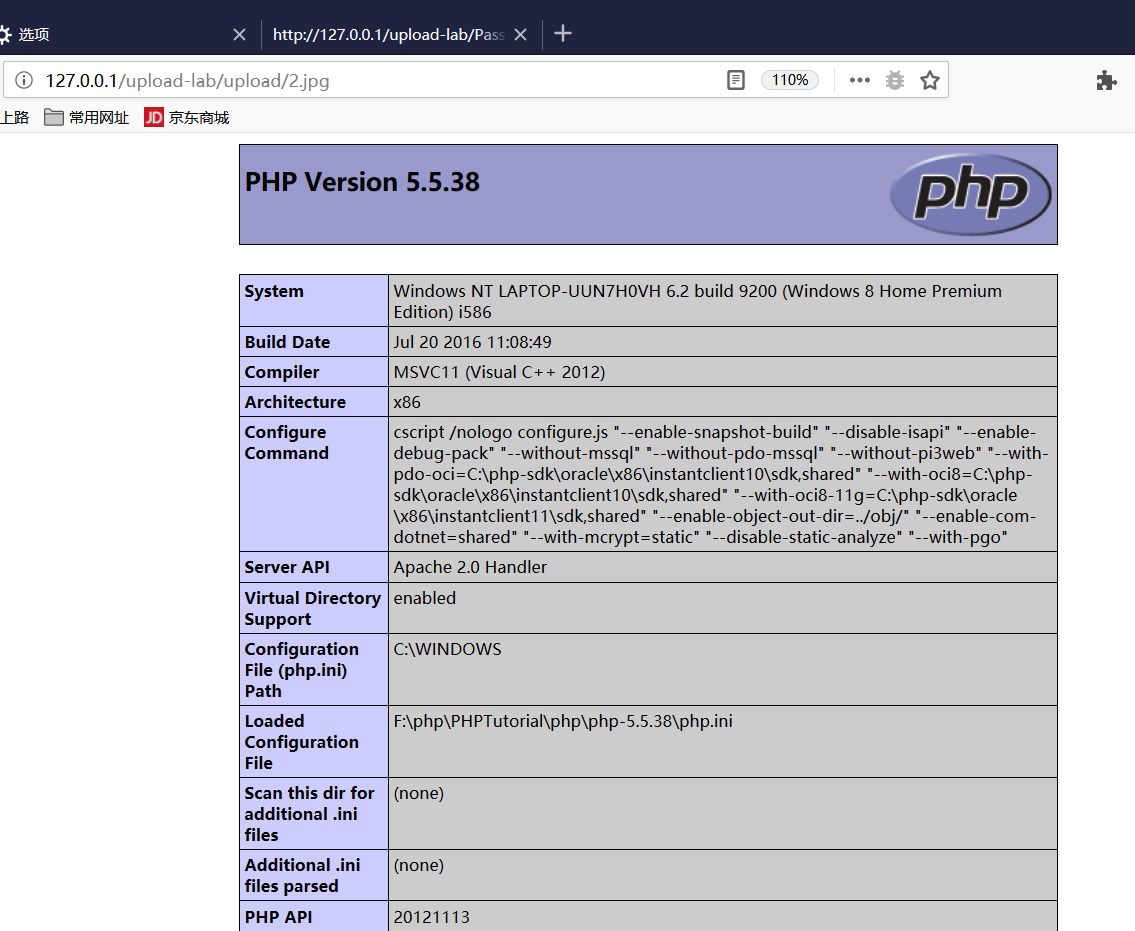 选项
http://127.0.0.1/upload-lab/Pass
127.0.0.1/upload-lab/upload/2.jpg
110%
上路
常用网址
JD
京东商城
PHP Version 5.5.38
php
System
Windows NT LAPTOP-UUN7H0VH 6.2 build 9200 (Windows 8 Home Premium
Edition) i586
Build Date
Jul 20 2016 11:08:49
Compiler
MSVC11 (Visual C++ 2012)
Architecture
x86
Configure
Command
cscript /nologo configure.js "--enable-snapshot-build" "--disable-isapi" "--enable-
debug-pack" "--without-mssql" "--without-pdo-mssql" "--without-pi3web" "--with-
pdo-oci=C:\php-sdk\oracle\x86\instantclient10\sdk,shared" "--with-oci8=C:\php-
sdk\oracle\x86\instantclient10\sdk,shared" "--with-oci8-11g=C:\php-sdk\oracle
\x86\instantclient11\sdk,shared" "--enable-object-out-dir=../obj/" "--enable-com-
dotnet=shared" "--with-mcrypt=static" "--disable-static-analyze" "--with-pgo"
Server API
Apache 2.0 Handler
Virtual Directory
Support
enabled
Configuration
File (php.ini)
Path
C:\WINDOWS
Loaded
Configuration
File
F:\php\PHPTutorial\php\php-5.5.38\php.ini
Scan this dir for
additional .ini
files
(none)
Additional .ini
files parsed
(none)
PHP API
20121113